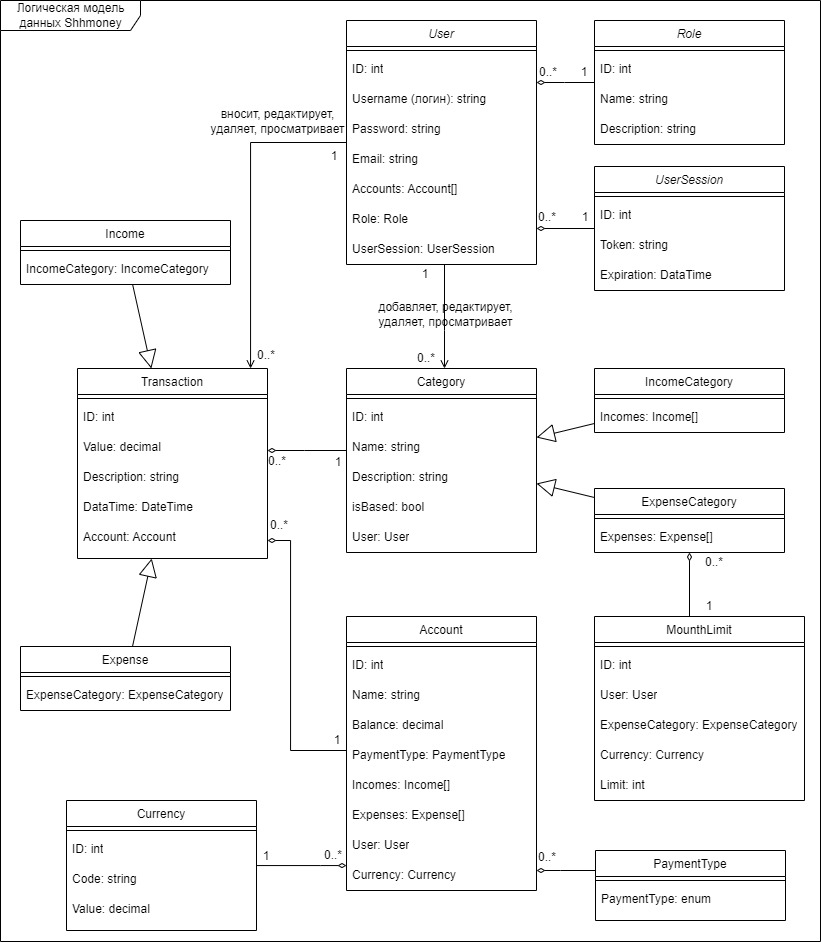 Логическая модель
данных Shhmoney
User
ID: int
Username (логин): string
Password: string
Email: string
Accounts: Account[]
Role: Role
UserSession: UserSession
0..*
1
Role
ID: int
Name: string
Description: string
вносит, редактирует,
удаляет, просматривает
1
0..*
1
UserSession
ID: int
Token: string
Expiration: DataTime
Income
IncomeCategory: IncomeCategory
1
добавляет, редактирует,
удаляет, просматривает
0..*
0..*
Transaction
ID: int
Value: decimal
Description: string
DataTime: DateTime
Account: Account
0..*
1
0..*
Category
ID: int
Name: string
Description: string
isBased: bool
User: User
IncomeCategory
Incomes: Income[]
ExpenseCategory
Expenses: Expense[]
0..*
1
Expense
ExpenseCategory: ExpenseCategory
1
Account
ID: int
Name: string
Balance: decimal
PaymentType: PaymentType
Incomes: Income[]
Expenses: Expense[]
User: User
Currency: Currency
MounthLimit
ID: int
User: User
ExpenseCategory: ExpenseCategory
Currency: Currency
Limit: int
Currency
ID: int
Code: string
Value: decimal
1
0..*
0..*
PaymentType
PaymentType: enum